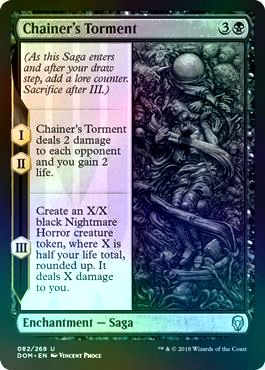 Chainer's Torment 3
(As this Saga enters
and after your draw
step, add a lore counter.
Sacrifice after III.)
I
II
Chainer's Torment
deals 2 damage
to each opponent
and you gain 2
life.
III
Create an X/X
black Nightmare
Horror creature
token, where X is
half your life total,
rounded up. It
deals X damage
to you.
Enchantment — Saga
082/269 U
DOM • EN VINCENT PROCE
™ & © 2018 Wizards of the Coast